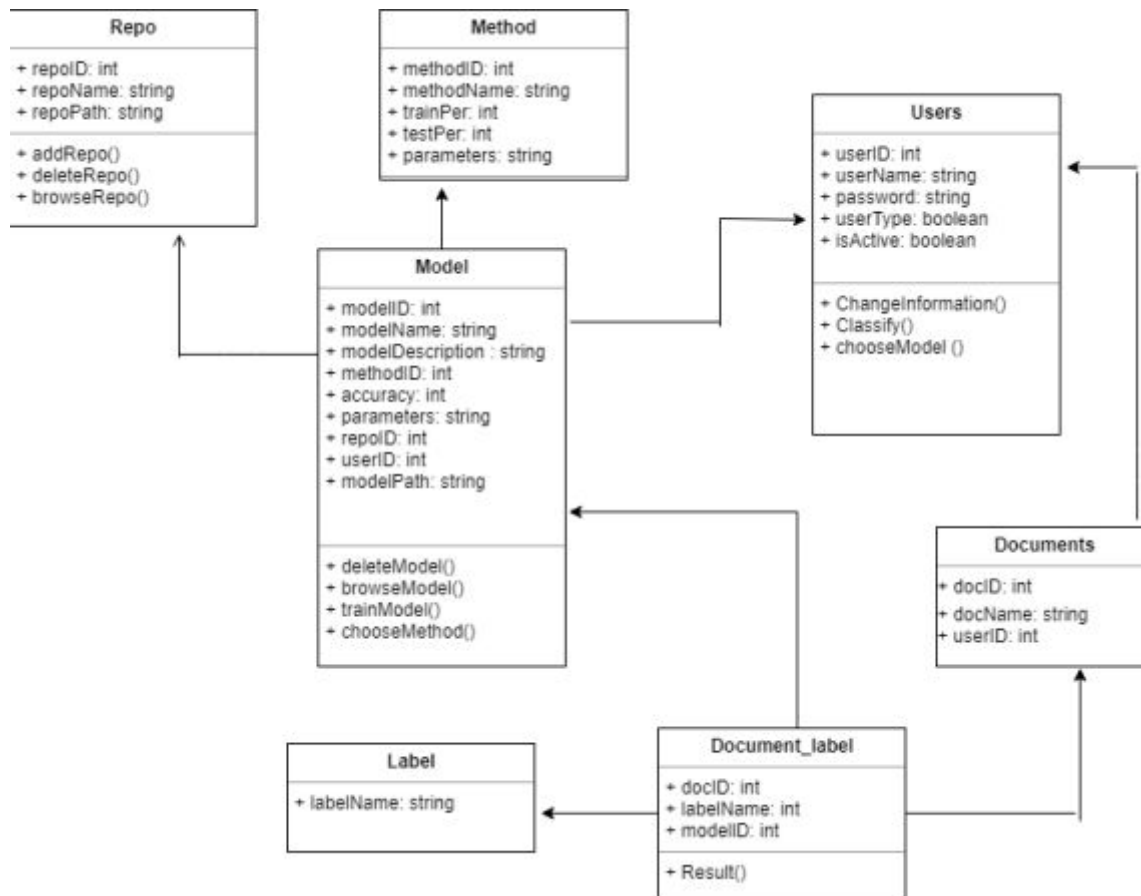 Repo
+ repoID: int
+ repoName: string
+ repoPath: string
+ addRepo()
+ deleteRepo()
+ browseRepo()
Method
+ methodID: int
+ methodName: string
+ trainPer: int
+ testPer: int
+ parameters: string
Users
+ userID: int
+ userName: string
+ password: string
+ userType: boolean
+ isActive: boolean
+ ChangeInformation()
+ Classify()
+ chooseModel ()
Model
+ modelID: int
+ modelName: string
+ modelDescription : string
+ methodID: int
+ accuracy: int
+ parameters: string
+ repoID: int
+ userID: int
+ modelPath: string
+ deleteModel()
+ browseModel()
+ trainModel()
+ chooseMethod()
Documents
+ docID: int
+ docName: string
+ userID: int
Label
+ labelName: string
Document_label
+ docID: int
+ labelName: int
+ modelID: int
+ Result()